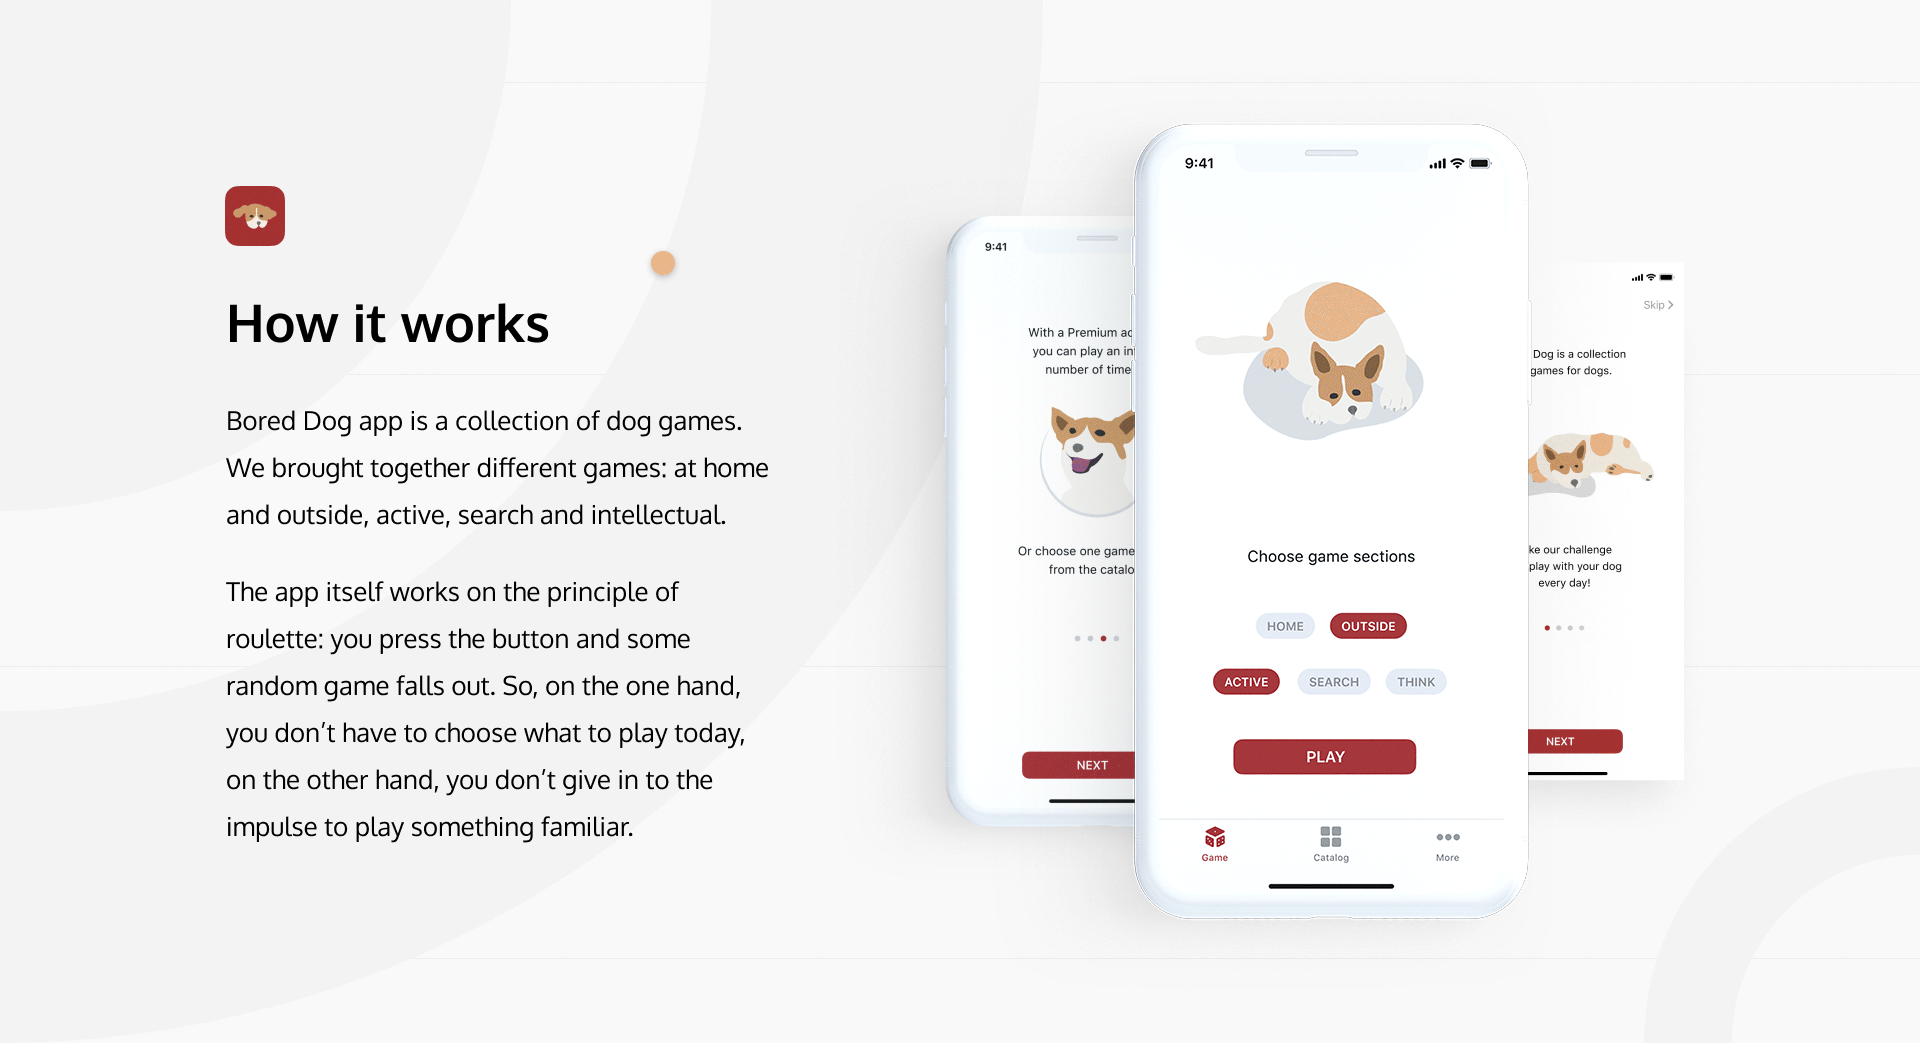 How it works
Bored Dog app is a collection of dog games.
We brought together different games: at home
and outside, active, search and intellectual.
The app itself works on the principle of
roulette: you press the button and some
random game falls out. So, on the one hand,
you don’t have to choose what to play today,
on the other hand, you don’t give in to the
impulse to play something familiar.
9:41
With a Premium
you can play an
number of
Or choose one game
from the
NEXT
9:41
Choose game sections
HOME OUTSIDE
ACTIVE SEARCH THINK
PLAY
Game Catalog More
Skip
Dog is a collection
games for dogs.
our challenge
play with your dog
every day!
NEXT